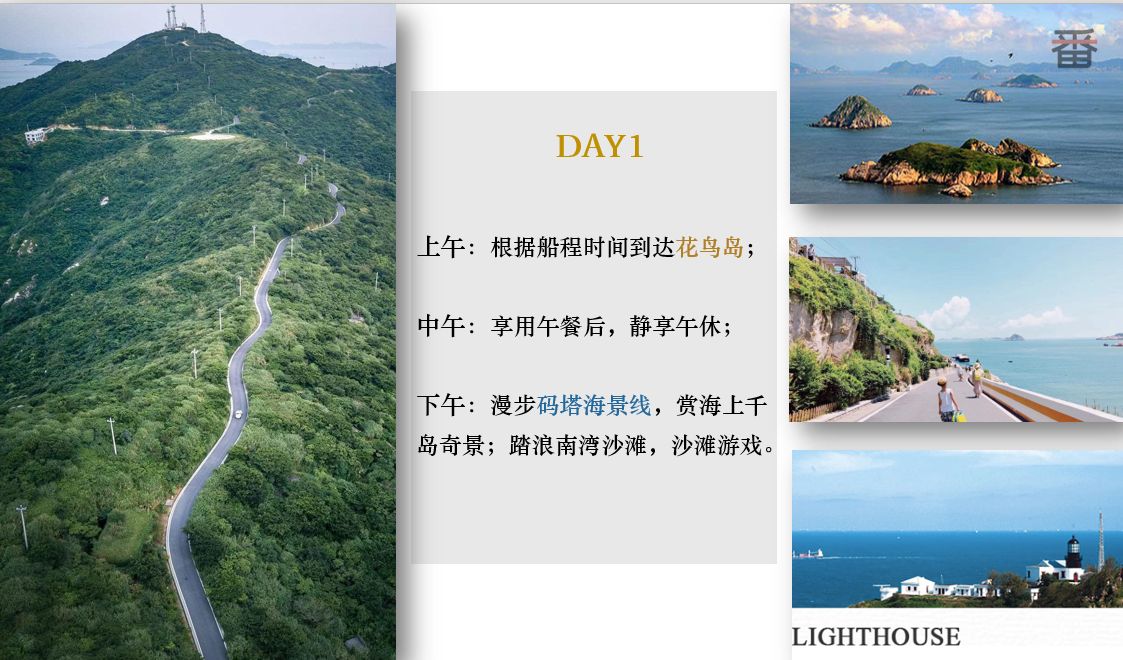 DAY1
上午：根据船程时间到达花鸟岛；
中午：享用午餐后，静享午休；
下午：漫步码塔海景线，赏海上千
岛奇景；踏浪南湾沙滩，沙滩游戏。
番
LIGHTHOUSE